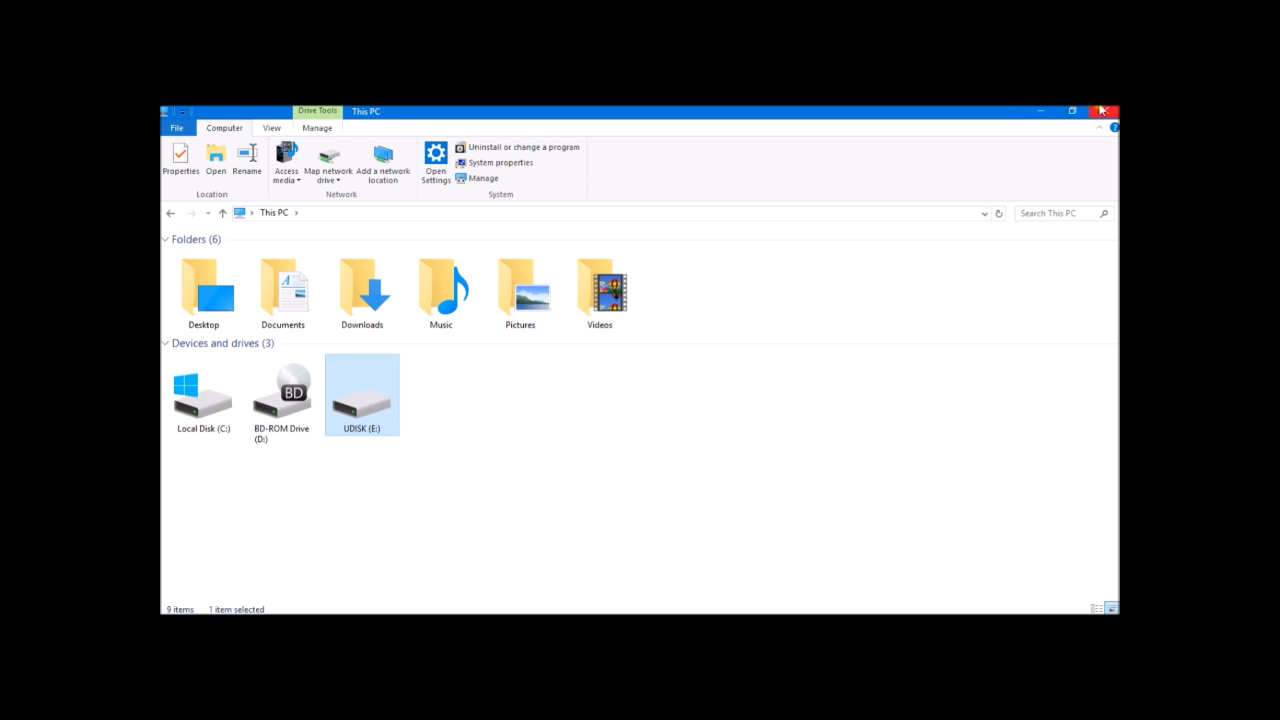 Drive Tools This PC
File Computer View Manage
Properties Open Rename Access media Map network drive Add a network location Open Settings Uninstall or change a program
System properties
Manage
Location Network System
This PC Search This PC
Folders (6)
Desktop Documents Downloads Music Pictures Videos
Devices and drives (3)
BD
Local Disk (C:) BD-ROM Drive (D:) UDISK (E:)
9 items 1 item selected